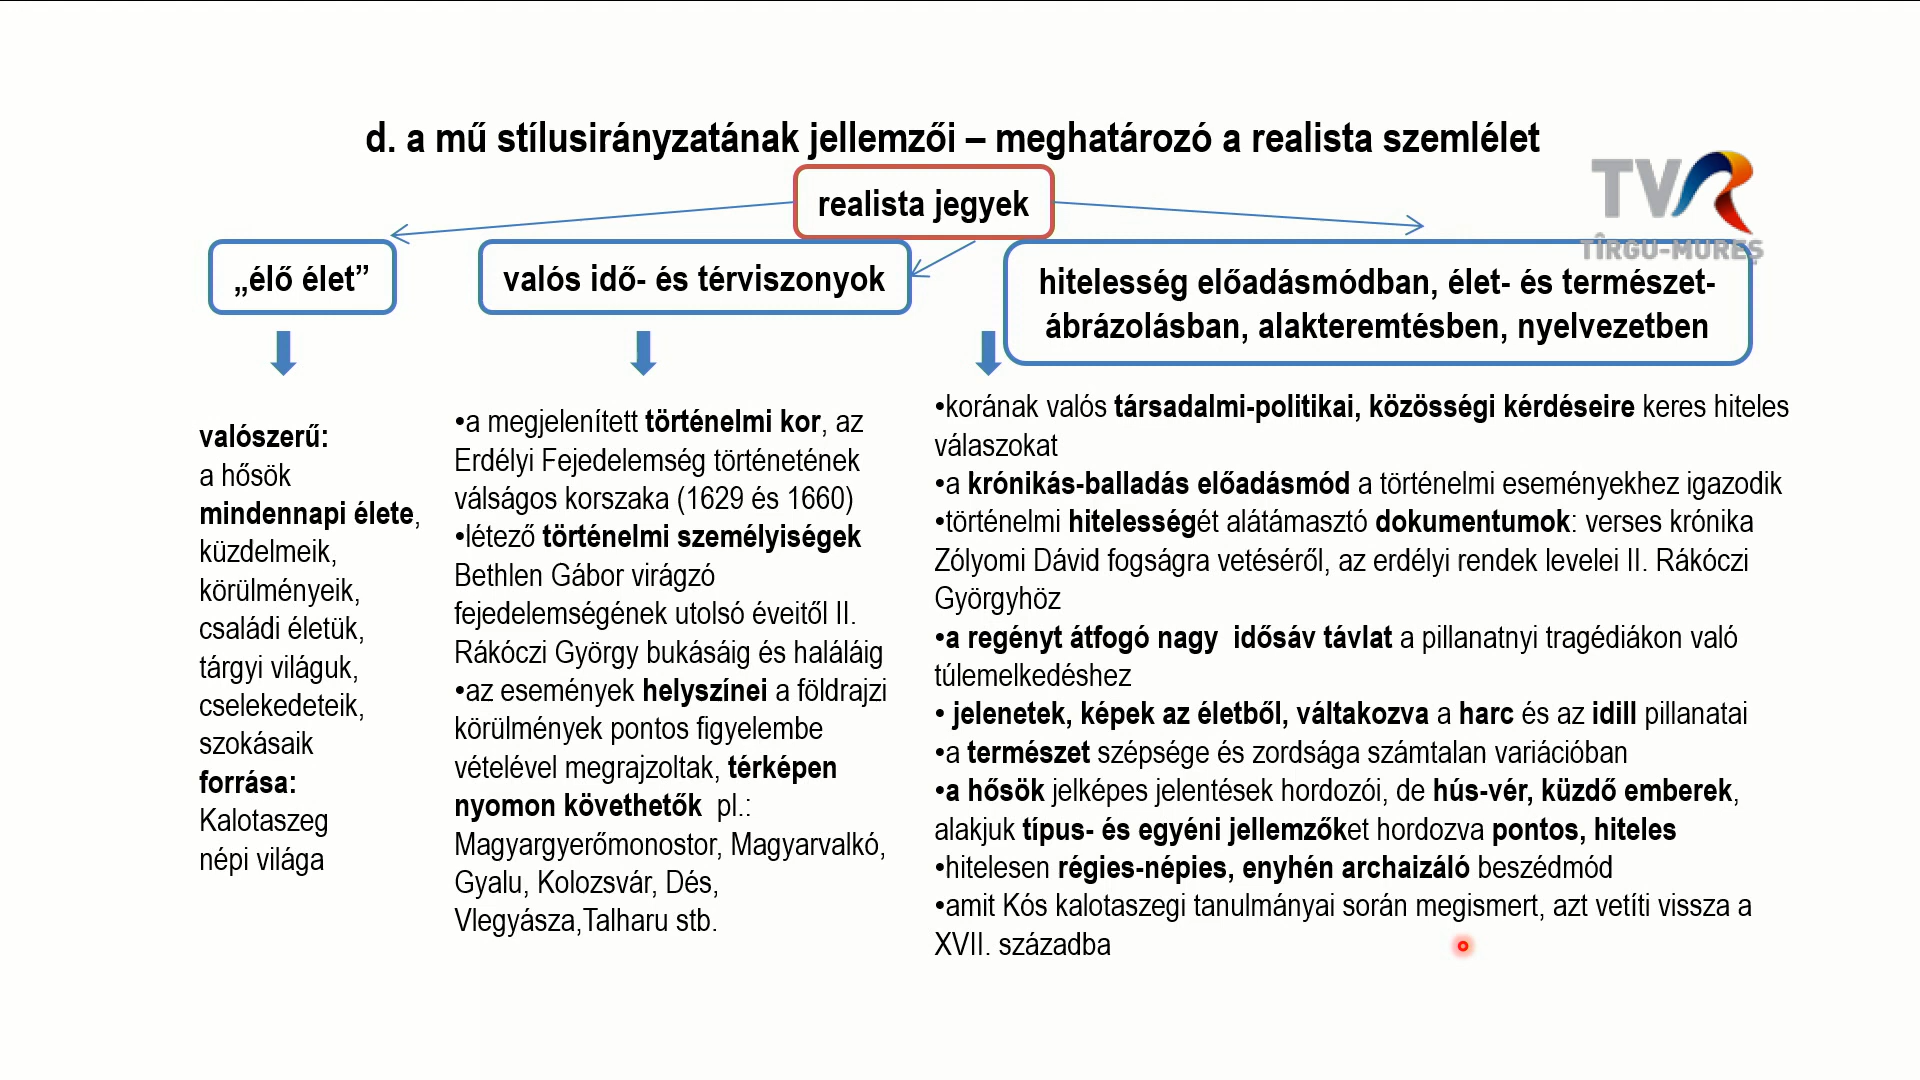 d. a mű stílusirányzatának jellemzői – meghatározó a realista szemlélet
TVR
TÎRGU-MUREȘ
realista jegyek
„élő élet”
valószerű:
a hősök
mindennapi élete,
küzdelmeik,
körülményeik,
családi életük,
tárgyi világuk,
cselekedeteik,
szokásaik
forrása:
Kalotaszeg
népi világa
valós idő- és térviszonyok
•a megjelenített történelmi kor, az
Erdélyi Fejedelemség történetének
válságos korszaka (1629 és 1660)
•létező történelmi személyiségek
Bethlen Gábor virágzó
fejedelemségének utolsó éveitől II.
Rákóczi György bukásáig és haláláig
•az események helyszínei a földrajzi
körülmények pontos figyelembe
vételével megrajzoltak, térképen
nyomon követhetők pl.:
Magyargyerőmonostor, Magyarvalkó,
Gyalu, Kolozsvár, Dés,
Vlegyásza,Talharu stb.
hitelesség előadásmódban, élet- és természet-
ábrázolásban, alakteremtésben, nyelvezetben
•korának valós társadalmi-politikai, közösségi kérdéseire keres hiteles
válaszokat
•a krónikás-balladás előadásmód a történelmi eseményekhez igazodik
•történelmi hitelességét alátámasztó dokumentumok: verses krónika
Zólyomi Dávid fogságra vetéséről, az erdélyi rendek levelei II. Rákóczi
Györgyhöz
•a regényt átfogó nagy idősáv távlat a pillanatnyi tragédiákon való
túlemelkedéshez
• jelenetek, képek az életből, váltakozva a harc és az idill pillanatai
•a természet szépsége és zordsága számtalan variációban
•a hősök jelképes jelentések hordozói, de hús-vér, küzdő emberek,
alakjuk típus- és egyéni jellemzőket hordozva pontos, hiteles
•hitelesen régies-népies, enyhén archaizáló beszédmód
•amit Kós kalotaszegi tanulmányai során megismert, azt vetíti vissza a
XVII. századba